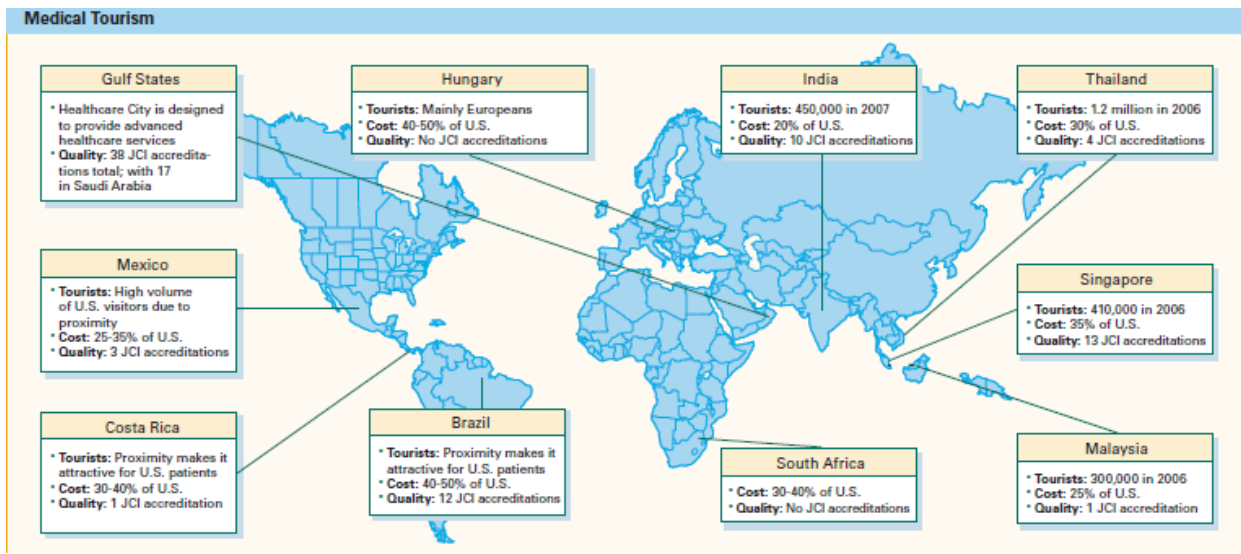 Medical Tourism
Gulf States
• Healthcare City is designed
to provide advanced
healthcare services
• Quality: 38 JCI accredita-
tions total; with 17
in Saudi Arabia
Hungary
• Tourists: Mainly Europeans
• Cost: 40-50% of U.S.
• Quality: No JCI accreditations
India
• Tourists: 450,000 in 2007
• Cost: 20% of U.S.
• Quality: 10 JCI accreditations
Thailand
• Tourists: 1.2 million in 2006
• Cost: 30% of U.S.
• Quality: 4 JCI accreditations
Mexico
• Tourists: High volume
of U.S. visitors due to
proximity
• Cost: 25-35% of U.S.
• Quality: 3 JCI accreditations
Singapore
• Tourists: 410,000 in 2006
• Cost: 35% of U.S.
• Quality: 13 JCI accreditations
Costa Rica
• Tourists: Proximity makes it
attractive for U.S. patients
• Cost: 30-40% of U.S.
• Quality: 1 JCI accreditation
Brazil
• Tourists: Proximity makes it
attractive for U.S. patients
• Cost: 40-50% of U.S.
• Quality: 12 JCI accreditations
South Africa
• Cost: 30-40% of U.S.
• Quality: No JCI accreditations
Malaysia
• Tourists: 300,000 in 2006
• Cost: 25% of U.S.
• Quality: 1 JCI accreditation